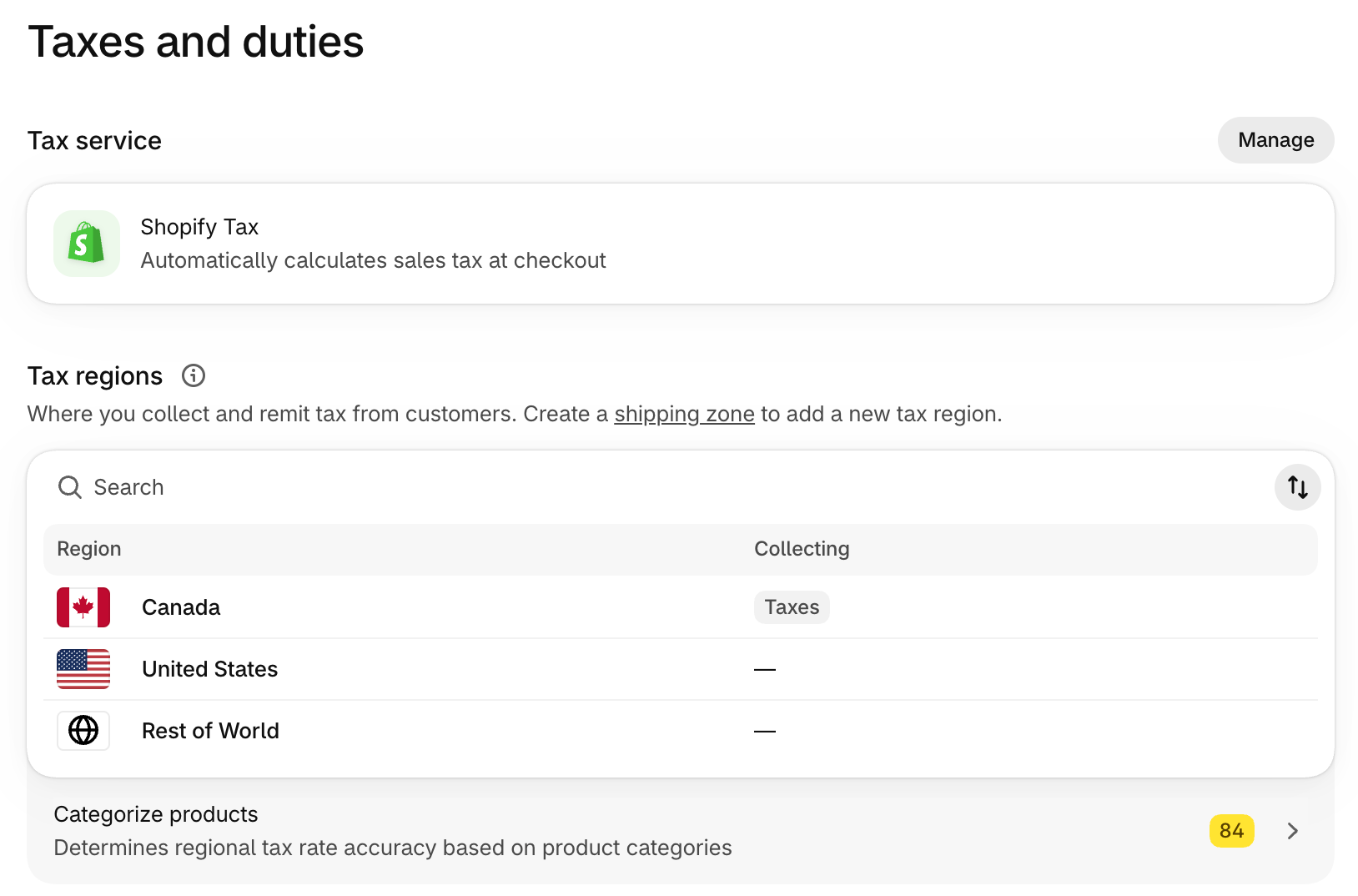 Taxes and duties
Tax service
Manage
Shopify Tax
Automatically calculates sales tax at checkout
Tax regions
Where you collect and remit tax from customers. Create a shipping zone to add a new tax region.
Search
Region Collecting
Canada Taxes
United States —
Rest of World —
Categorize products
Determines regional tax rate accuracy based on product categories
84